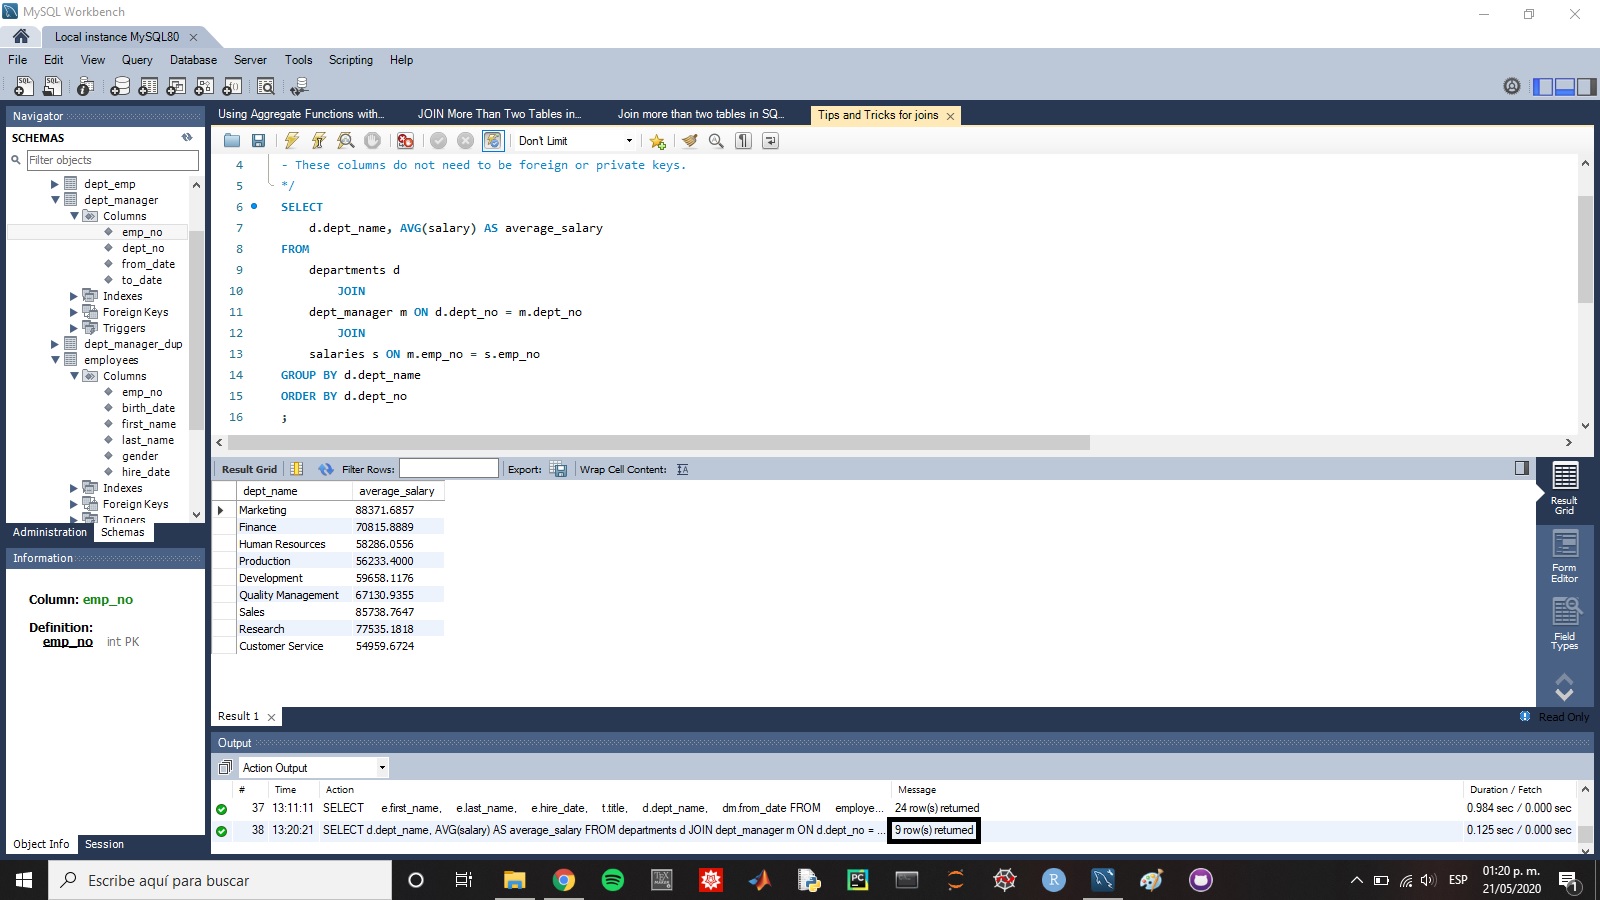 MySQL Workbench
Local instance MySQL80
File Edit View Query Database Server Tools Scripting Help
Navigator
SCHEMAS
Filter objects
dept_emp
dept_manager
Columns
emp_no
dept_no
from_date
to_date
Indexes
Foreign Keys
Triggers
dept_manager_dup
employees
Columns
emp_no
birth_date
first_name
last_name
gender
hire_date
Indexes
Foreign Keys
Triggers
Administration Schemas
Information
Column: emp_no
Definition:
emp_no int PK
Object Info Session
Using Aggregate Functions with... JOIN More Than Two Tables in... Join more than two tables in SQ... Tips and Tricks for joins
Don't Limit
4 - These columns do not need to be foreign or private keys.
5 */
6 SELECT
7 d.dept_name, AVG(salary) AS average_salary
8 FROM
9 departments d
10 JOIN
11 dept_manager m ON d.dept_no = m.dept_no
12 JOIN
13 salaries s ON m.emp_no = s.emp_no
14 GROUP BY d.dept_name
15 ORDER BY d.dept_no
16 ;
Result Grid Filter Rows: Export: Wrap Cell Content:
dept_name average_salary
Marketing 88371.6857
Finance 70815.8889
Human Resources 58286.0556
Production 56233.4000
Development 59658.1176
Quality Management 67130.9355
Sales 85738.7647
Research 77535.1818
Customer Service 54959.6724
Result
Grid
Form
Editor
Field
Types
Result 1
Read Only
Output
Action Output
# Time Action Message Duration / Fetch
37 13:11:11 SELECT e.first_name, e.last_name, e.hire_date, t.title, d.dept_name, dm.from_date FROM employe... 24 row(s) returned 0.984 sec / 0.000 sec
38 13:20:21 SELECT d.dept_name, AVG(salary) AS average_salary FROM departments d JOIN dept_manager m ON d.dept_no = ... 9 row(s) returned 0.125 sec / 0.000 sec
Escribe aquí para buscar
ESP
01:20 p. m.
21/05/2020
1